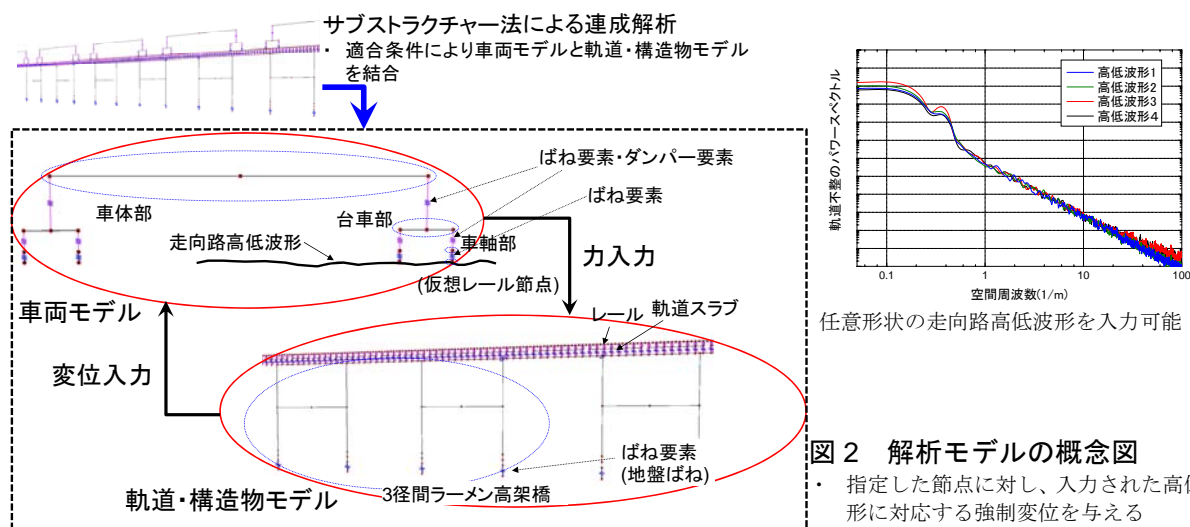 サブストラクチャー法による連成解析
・ 適合条件により車両モデルと軌道・構造物モデル
を結合
ばね要素・ダンパー要素
ばね要素
車体部
台車部
車軸部
走向路高低波形
(仮想レール節点)
車両モデル
力入力
変位入力
レール
軌道スラブ
ばね要素
(地盤ばね)
3径間ラーメン高架橋
軌道・構造物モデル
軌道不整のパワースペクトル
高低波形1
高低波形2
高低波形3
高低波形4
0.1 1 10 100
空間周波数(1/m)
任意形状の走向路高低波形を入力可能
図2 解析モデルの概念図
・ 指定した節点に対し、入力された高低
形に対応する強制変位を与える